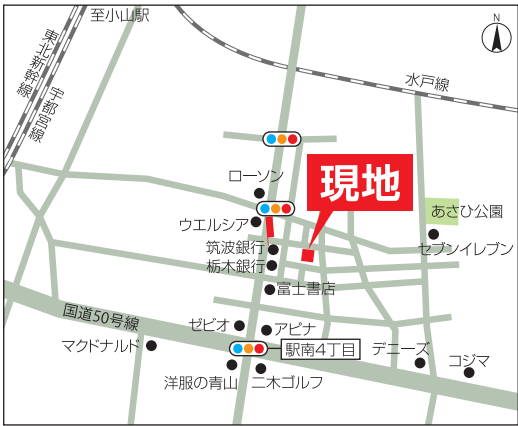 至小山駅
N
東北新幹線
宇都宮線
水戸線
ローソン
現地
ウエルシア
あさひ公園
筑波銀行
セブンイレブン
栃木銀行
富士書店
国道50号線
ゼビオ
アピナ
マクドナルド
駅南4丁目
デニーズ
コジマ
洋服の青山
二木ゴルフ